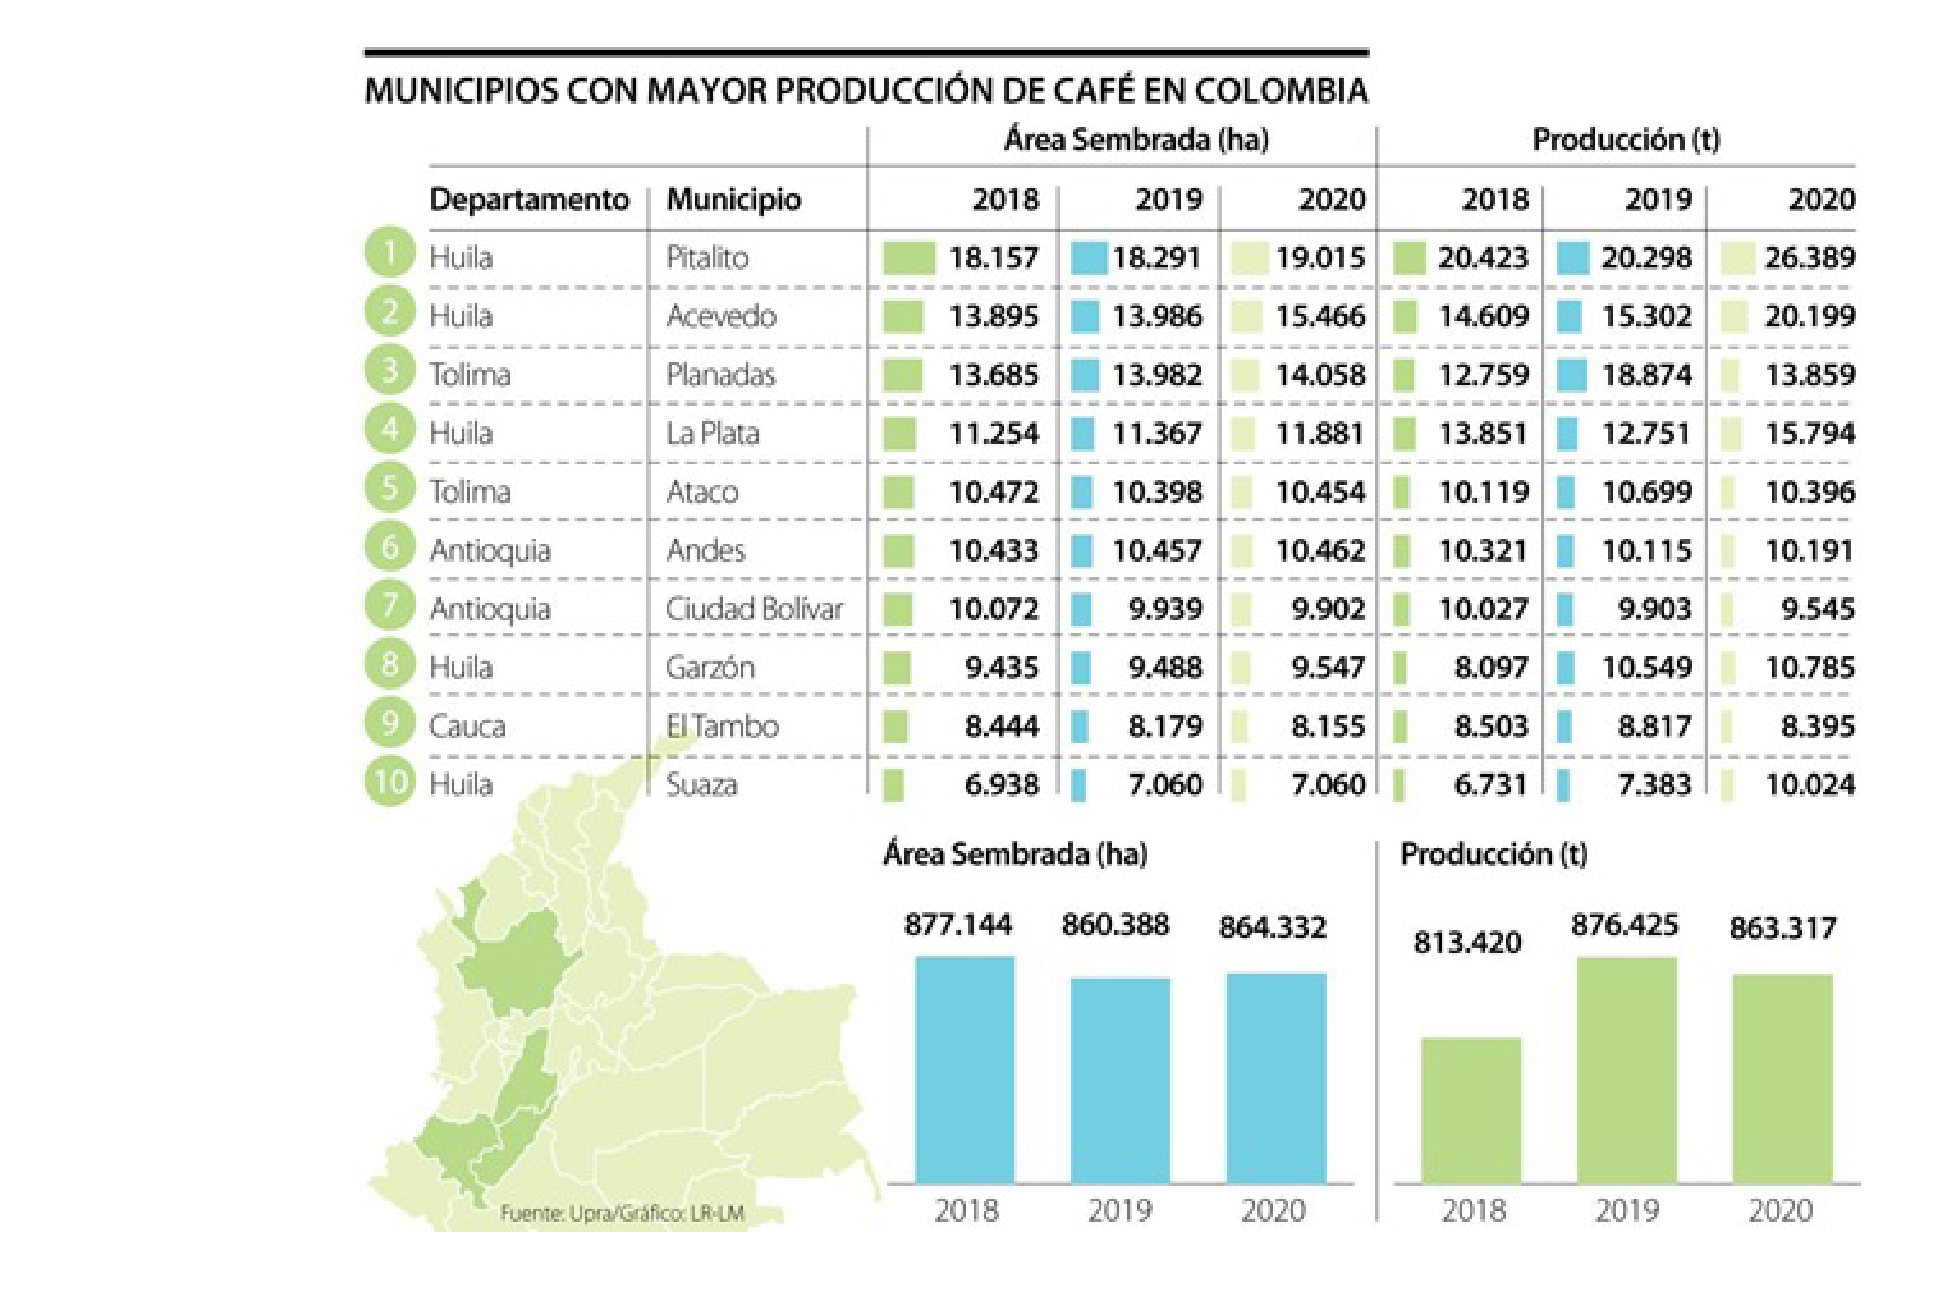 MUNICIPIOS CON MAYOR PRODUCCIÓN DE CAFÉ EN COLOMBIA
Área Sembrada (ha) Producción (t)
Departamento Municipio 2018 2019 2020 2018 2019 2020
1 Huila Pitalito 18.157 18.291 19.015 20.423 20.298 26.389
2 Huila Acevedo 13.895 13.986 15.466 14.609 15.302 20.199
3 Tolima Planadas 13.685 13.982 14.058 12.759 18.874 13.859
4 Huila La Plata 11.254 11.367 11.881 13.851 12.751 15.794
5 Tolima Ataco 10.472 10.398 10.454 10.119 10.699 10.396
6 Antioquia Andes 10.433 10.457 10.462 10.321 10.115 10.191
7 Antioquia Ciudad Bolívar 10.072 9.939 9.902 10.027 9.903 9.545
8 Huila Garzón 9.435 9.488 9.547 8.097 10.549 10.785
9 Cauca El Tambo 8.444 8.179 8.155 8.503 8.817 8.395
10 Huila Suaza 6.938 7.060 7.060 6.731 7.383 10.024
Área Sembrada (ha) Producción (t)
877.144 860.388 864.332 813.420 876.425 863.317
2018 2019 2020 2018 2019 2020
Fuente: Upra/Gráfico: LR-LM